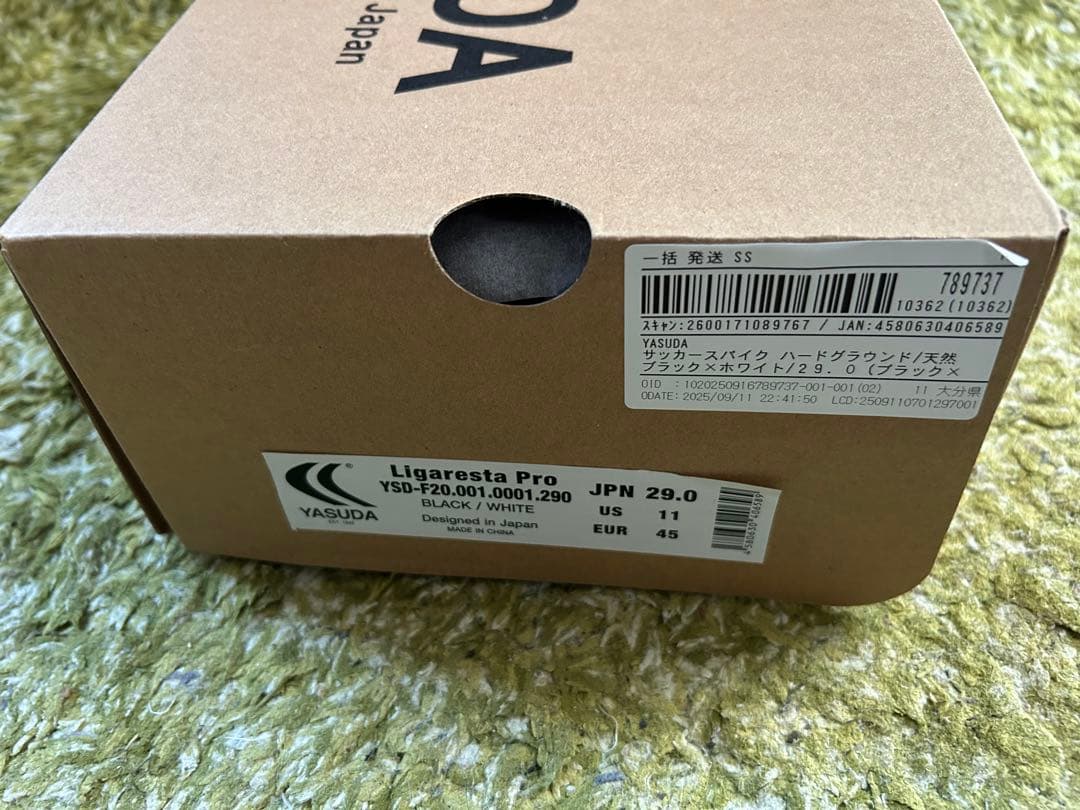 DA
Japan
一括 発送 SS
789737
10362(10362)
スキャン:2600171089767 / JAN:4580630406589
YASUDA
サッカースパイク ハードグラウンド/天然
ブラック×ホワイト/29.0 (ブラック×
OID :1020250916789737-001-001(02) 11 大分県
ODATE:2025/09/11 22:41:50 LCD:2509110701297001
Ligaresta Pro
YSD-F20.001.0001.290
BLACK / WHITE
Designed in Japan
MADE IN CHINA
YASUDA
JPN 29.0
US 11
EUR 45
4580630406589